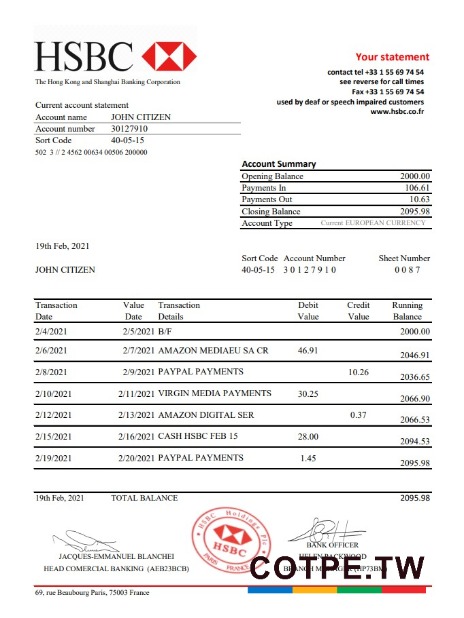 HSBC
The Hong Kong and Shanghai Banking Corporation
Your statement
contact tel +33 1 55 69 74 54
see reverse for call times
Fax +33 1 55 69 74 54
used by deaf or speech impaired customers
www.hsbc.co.fr
Current account statement
Account name JOHN CITIZEN
Account number 30127910
Sort Code 40-05-15
502 3 // 2 4562 00634 00506 200000
Account Summary
Opening Balance 2000.00
Payments In 106.61
Payments Out 10.63
Closing Balance 2095.98
Account Type Current EUROPEAN CURRENCY
19th Feb, 2021
Sort Code Account Number Sheet Number
JOHN CITIZEN 40-05-15 3 0 1 2 7 9 1 0 0 0 8 7
Transaction Value Transaction Debit Credit Running
Date Date Details Value Value Balance
2/4/2021 2/5/2021 B/F 2000.00
2/6/2021 2/7/2021 AMAZON MEDIAEU SA CR 46.91 2046.91
2/8/2021 2/9/2021 PAYPAL PAYMENTS 10.26 2036.65
2/10/2021 2/11/2021 VIRGIN MEDIA PAYMENTS 30.25 2066.90
2/12/2021 2/13/2021 AMAZON DIGITAL SER 0.37 2066.53
2/15/2021 2/16/2021 CASH HSBC FEB 15 28.00 2094.53
2/19/2021 2/20/2021 PAYPAL PAYMENTS 1.45 2095.98
19th Feb, 2021 TOTAL BALANCE 2095.98
HSBC Holdings Plc
HSBC
PARIS FRANCE
JACQUES-EMMANUEL BLANCHEI
HEAD COMERCIAL BANKING (AEB23BCB)
BANK OFFICER
HELEN PACKWOOD
BRANCH
COTPE.TW
69, rue Beaubourg Paris, 75003 France